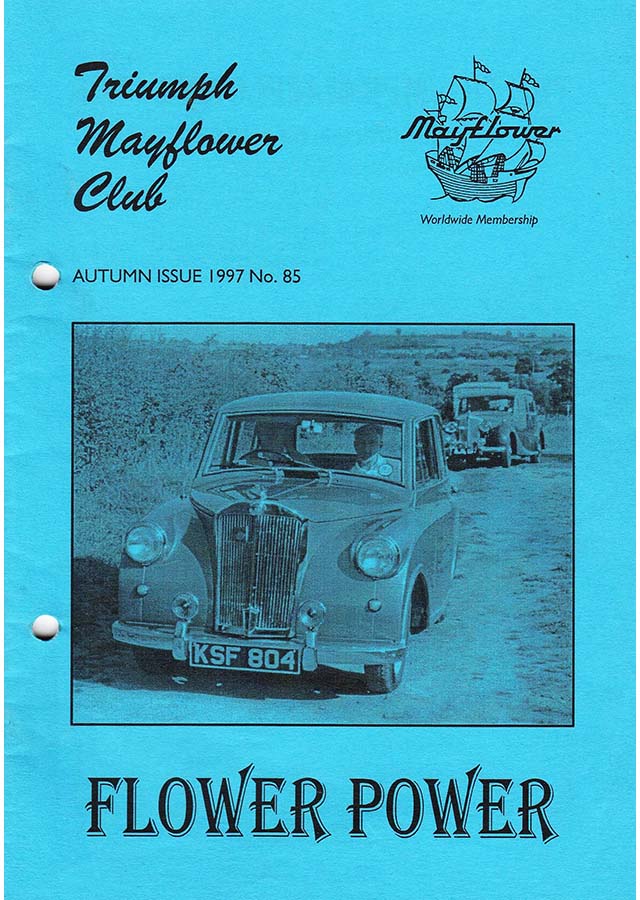 Triumph
Mayflower
Club
Mayflower
Worldwide Membership
AUTUMN ISSUE 1997 No. 85
KSF 804
FLOWER POWER